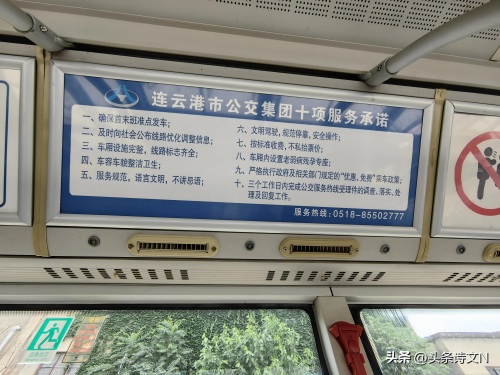 连云港市公交集团十项服务承诺
一、确保首末班准点发车；
二、及时向社会公布线路优化调整信息；
三、车厢设施完整，线路标志齐全；
四、车容车貌整洁卫生；
五、服务规范，语言文明，不讲忌语；
六、文明驾驶，规范停靠，安全操作；
七、按标准收费，不私抬票价；
八、车厢内设置老弱病残孕专座；
九、严格执行政府及相关部门规定的“优惠、免费”乘车政策；
十、三个工作日内完成公交服务热线受理件的调查、落实、处
理及回复工作。
服务热线：0518-85502777
头条 @头条诗文N